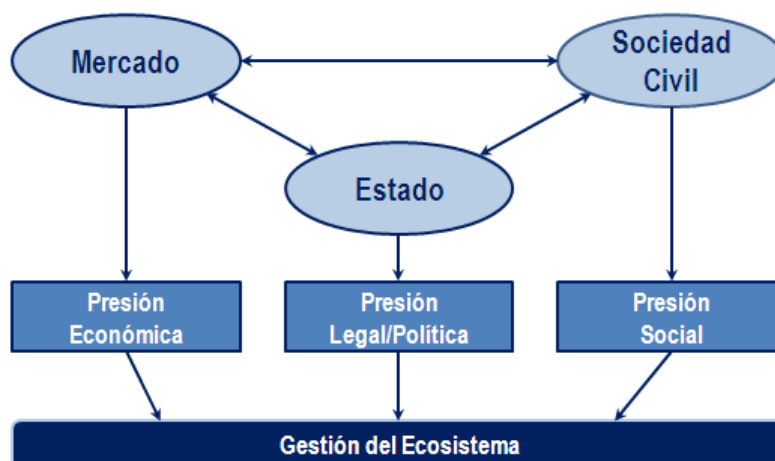 Mercado
Sociedad
Civil
Estado
Presión
Económica
Presión
Legal/Política
Presión
Social
Gestión del Ecosistema